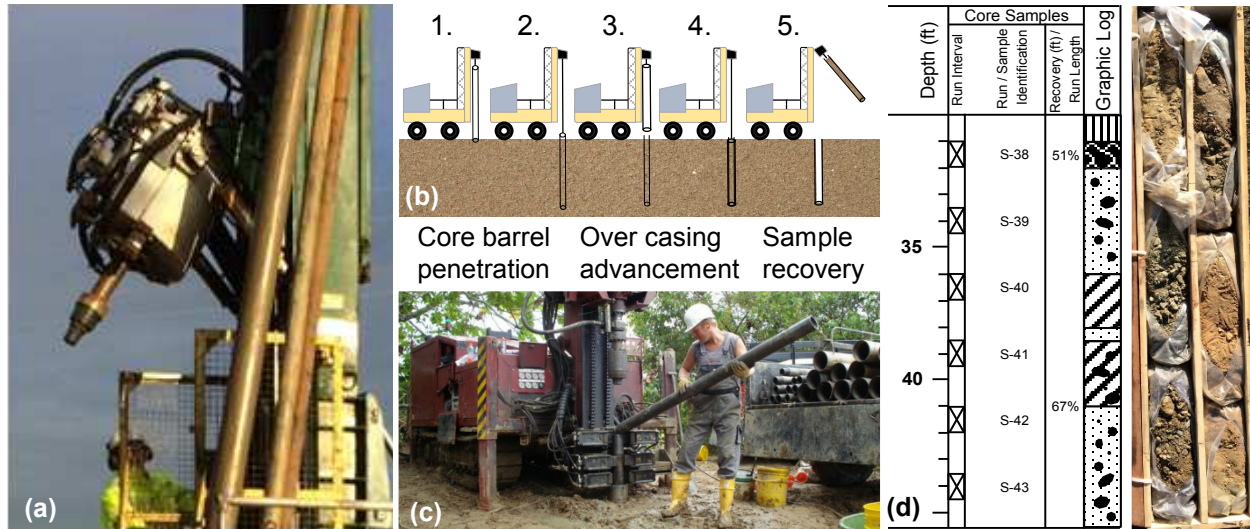 (a)
1. 2. 3. 4. 5.
(b)
Core barrel
penetration
Over casing
advancement
Sample
recovery
(c)
Core Samples
Depth (ft)
Run Interval
Run / Sample
Identification
Recovery (ft) /
Run Length
Graphic Log
S-38
51%
S-39
35
S-40
S-41
40
67%
S-42
S-43
(d)